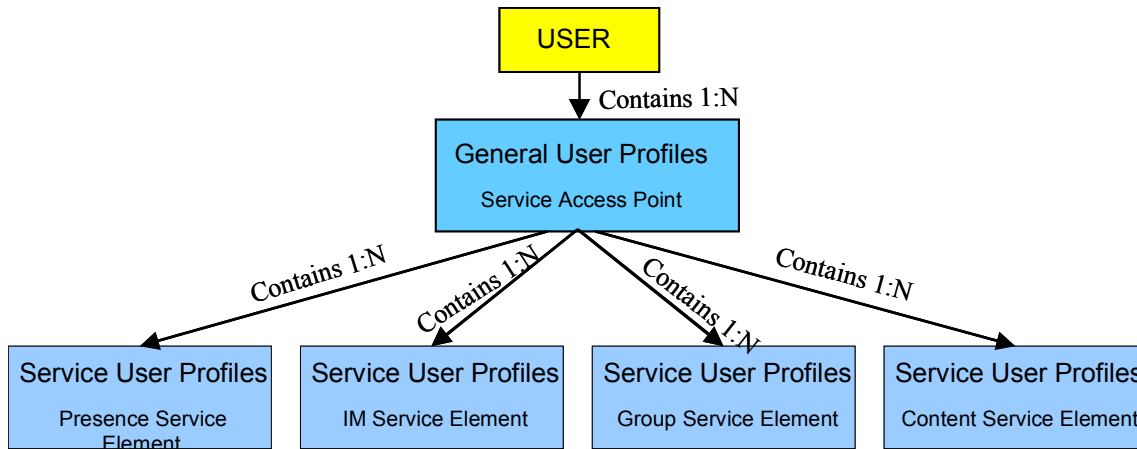 USER
Contains 1:N
General User Profiles
Service Access Point
Contains 1:N
Contains 1:N
Contains 1:N
Contains 1:N
Service User Profiles
Presence Service
Element
Service User Profiles
IM Service Element
Service User Profiles
Group Service Element
Service User Profiles
Content Service Element